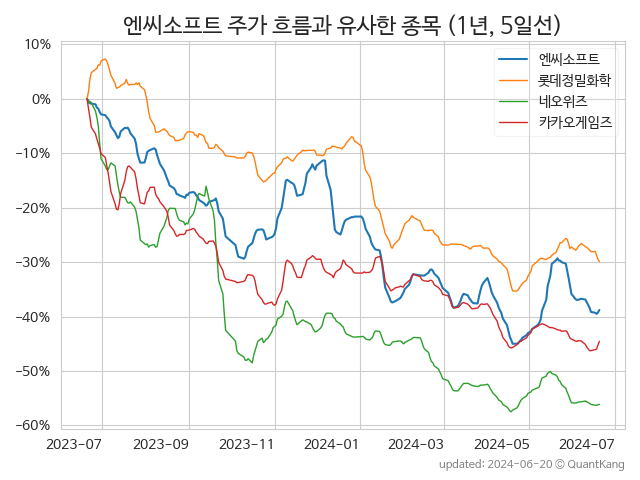 엔씨소프트 주가 흐름과 유사한 종목 (1년, 5일선)
10%
0%
−10%
−20%
−30%
−40%
−50%
−60%
엔씨소프트
롯데정밀화학
네오위즈
카카오게임즈
2023-07 2023-09 2023-11 2024-01 2024-03 2024-05 2024-07
updated: 2024-06-20 © QuantKang